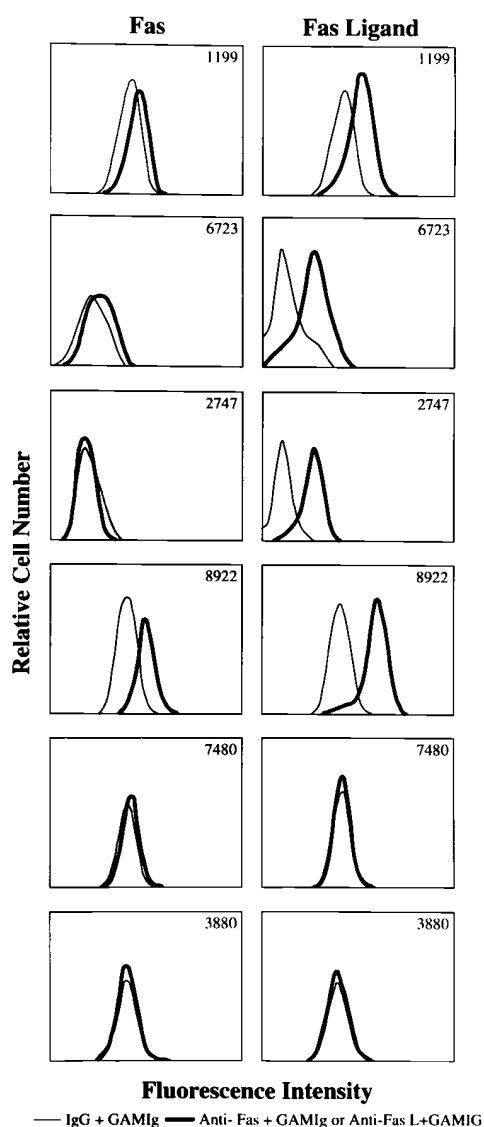 Fas Fas Ligand
1199 1199
6723 6723
2747 2747
8922 8922
7480 7480
3880 3880
Relative Cell Number
Fluorescence Intensity
IgG + GAMIg Anti- Fas + GAMIg or Anti-Fas L+GAMIG